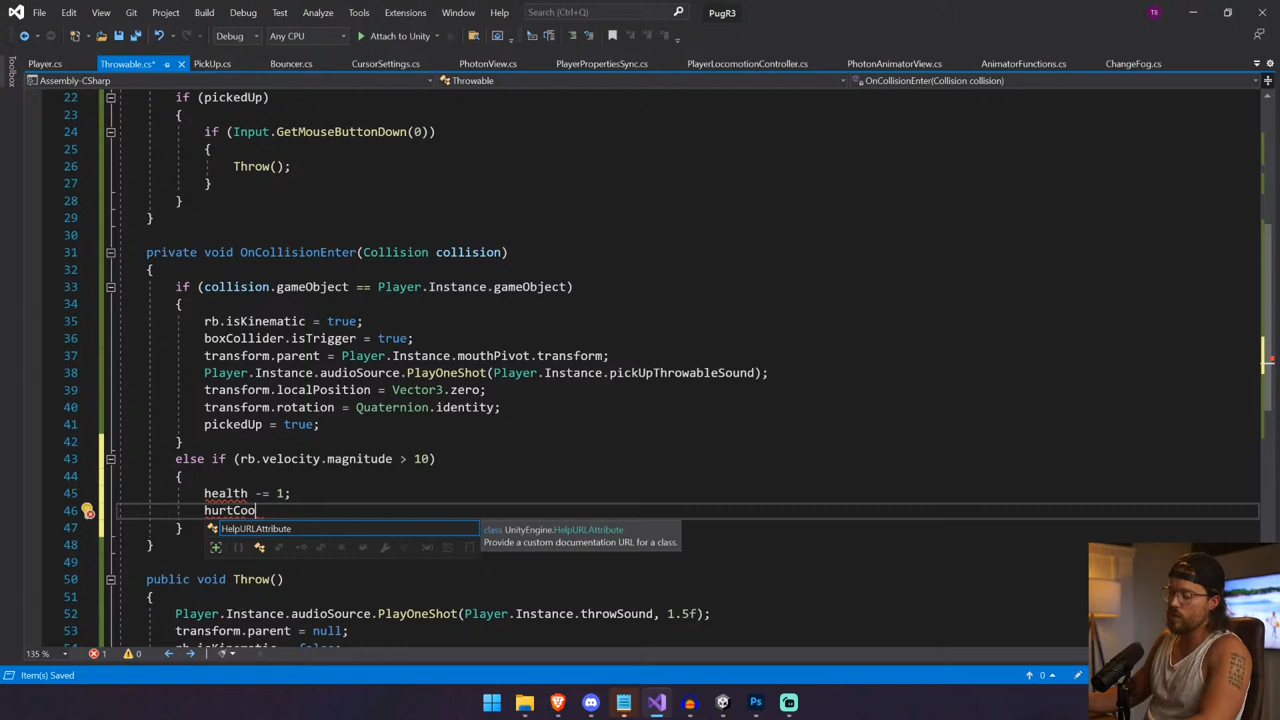 File Edit View Git Project Build Debug Test Analyze Tools Extensions Window Help Search (Ctrl+Q) PugR3 TB
Debug Any CPU Attach to Unity
Player.cs Throwable.cs* PickUp.cs Bouncer.cs CursorSettings.cs PhotonView.cs PlayerPropertiesSync.cs PlayerLocomotionController.cs PhotonAnimatorView.cs AnimatorFunctions.cs ChangeFog.cs
Toolbox
Assembly-CSharp Throwable OnCollisionEnter(Collision collision)
22 if (pickedUp)
23 {
24 if (Input.GetMouseButtonDown(0))
25 {
26 Throw();
27 }
28 }
29 }
30
31 private void OnCollisionEnter(Collision collision)
32 {
33 if (collision.gameObject == Player.Instance.gameObject)
34 {
35 rb.isKinematic = true;
36 boxCollider.isTrigger = true;
37 transform.parent = Player.Instance.mouthPivot.transform;
38 Player.Instance.audioSource.PlayOneShot(Player.Instance.pickUpThrowableSound);
39 transform.localPosition = Vector3.zero;
40 transform.rotation = Quaternion.identity;
41 pickedUp = true;
42 }
43 else if (rb.velocity.magnitude > 10)
44 {
45 health -= 1;
46 hurtCoo
47 }
HelpURLAttribute
class UnityEngine.HelpURLAttribute
Provide a custom documentation URL for a class.
48 }
49
50 public void Throw()
51 {
52 Player.Instance.audioSource.PlayOneShot(Player.Instance.throwSound, 1.5f);
53 transform.parent = null;
54 rb.isKinematic = false;
135 % 1 0
Item(s) Saved 0